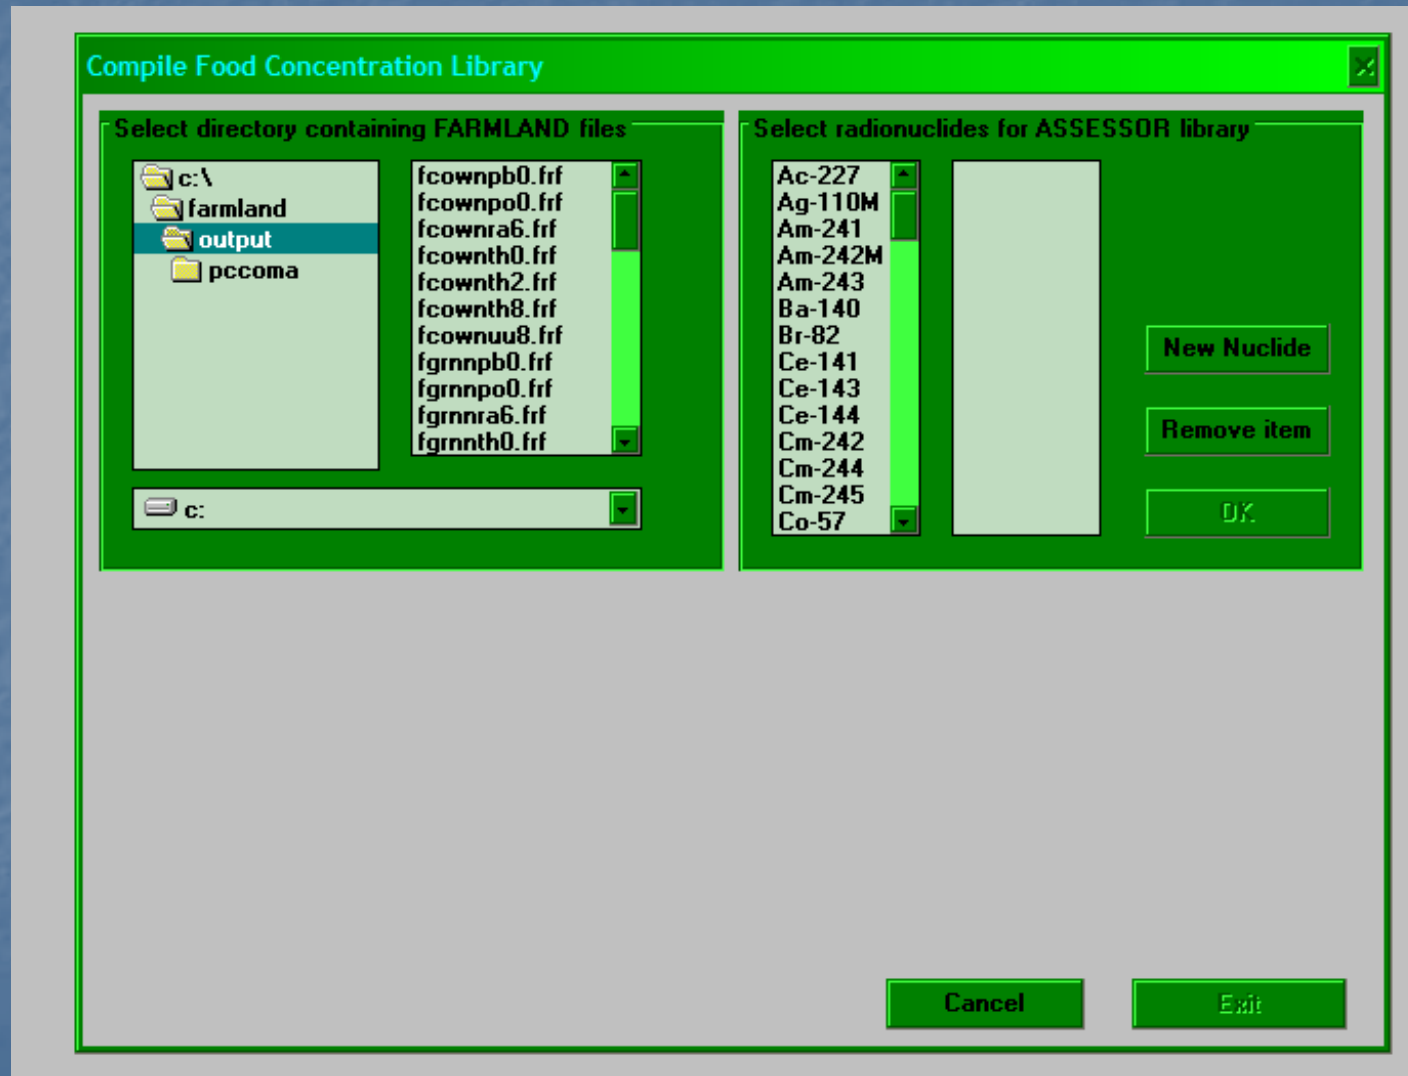 Compile Food Concentration Library
Select directory containing FARMLAND files
c:\
farmland
output
pccoma
fcownpb0.frf
fcownpo0.frf
fcownra6.frf
fcownth0.frf
fcownth2.frf
fcownth8.frf
fcownuu8.frf
fgrnnpb0.frf
fgrnnpo0.frf
fgrnnra6.frf
fgrnnth0.frf
c:
Select radionuclides for ASSESSOR library
Ac-227
Ag-110M
Am-241
Am-242M
Am-243
Ba-140
Br-82
Ce-141
Ce-143
Ce-144
Cm-242
Cm-244
Cm-245
Co-57
New Nuclide
Remove item
OK
Cancel
Exit